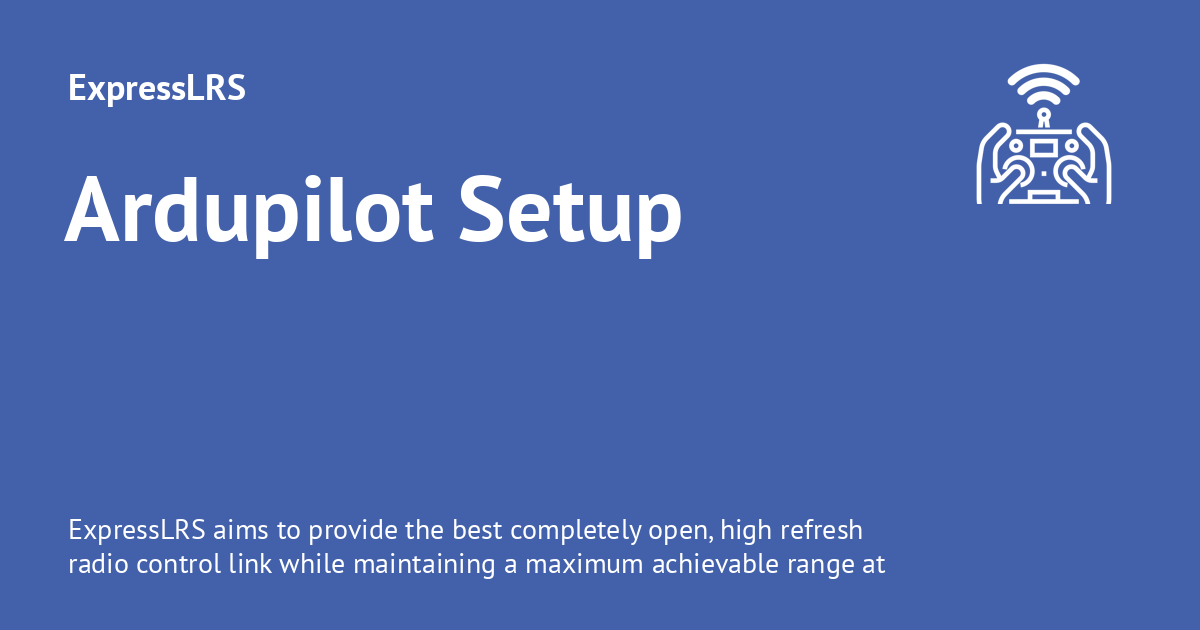 ExpressLRS
Ardupilot Setup
ExpressLRS aims to provide the best completely open, high refresh
radio control link while maintaining a maximum achievable range at